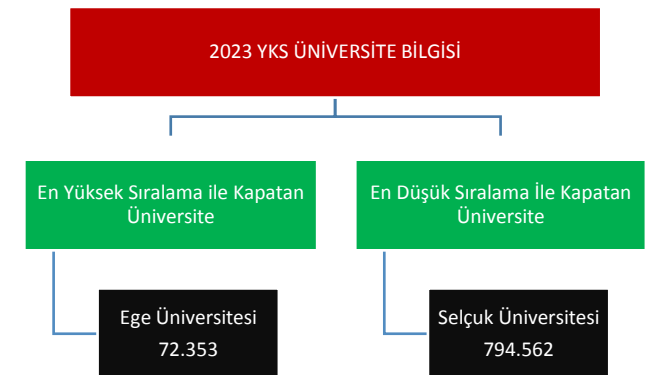 2023 YKS ÜNİVERSİTE BİLGİSİ
En Yüksek Sıralama ile Kapatan
Üniversite
En Düşük Sıralama İle Kapatan
Üniversite
Ege Üniversitesi
72.353
Selçuk Üniversitesi
794.562